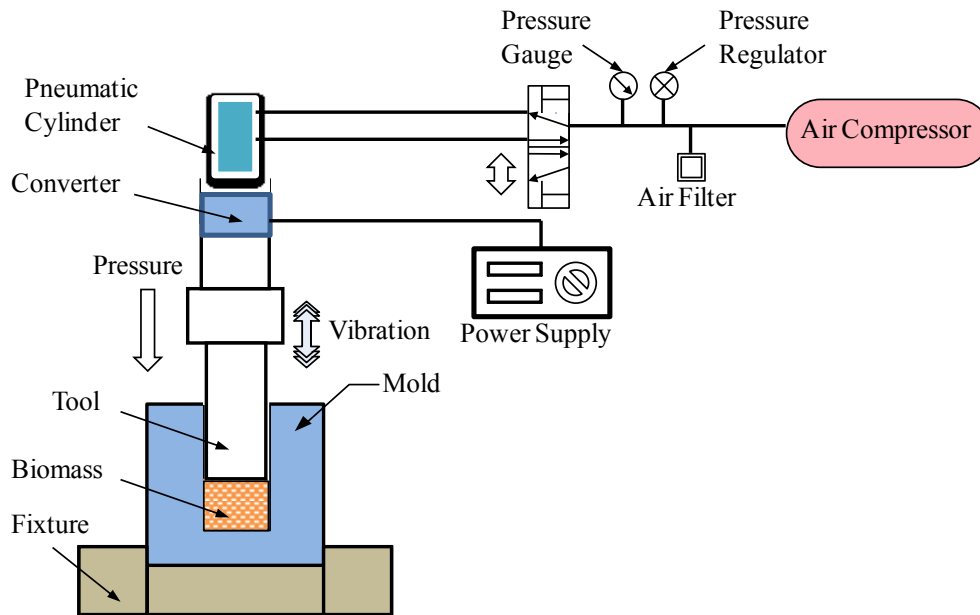 Pressure
Gauge
Pressure
Regulator
Pneumatic
Cylinder
Air Compressor
Converter
Air Filter
Pressure
Vibration
Power Supply
Mold
Tool
Biomass
Fixture